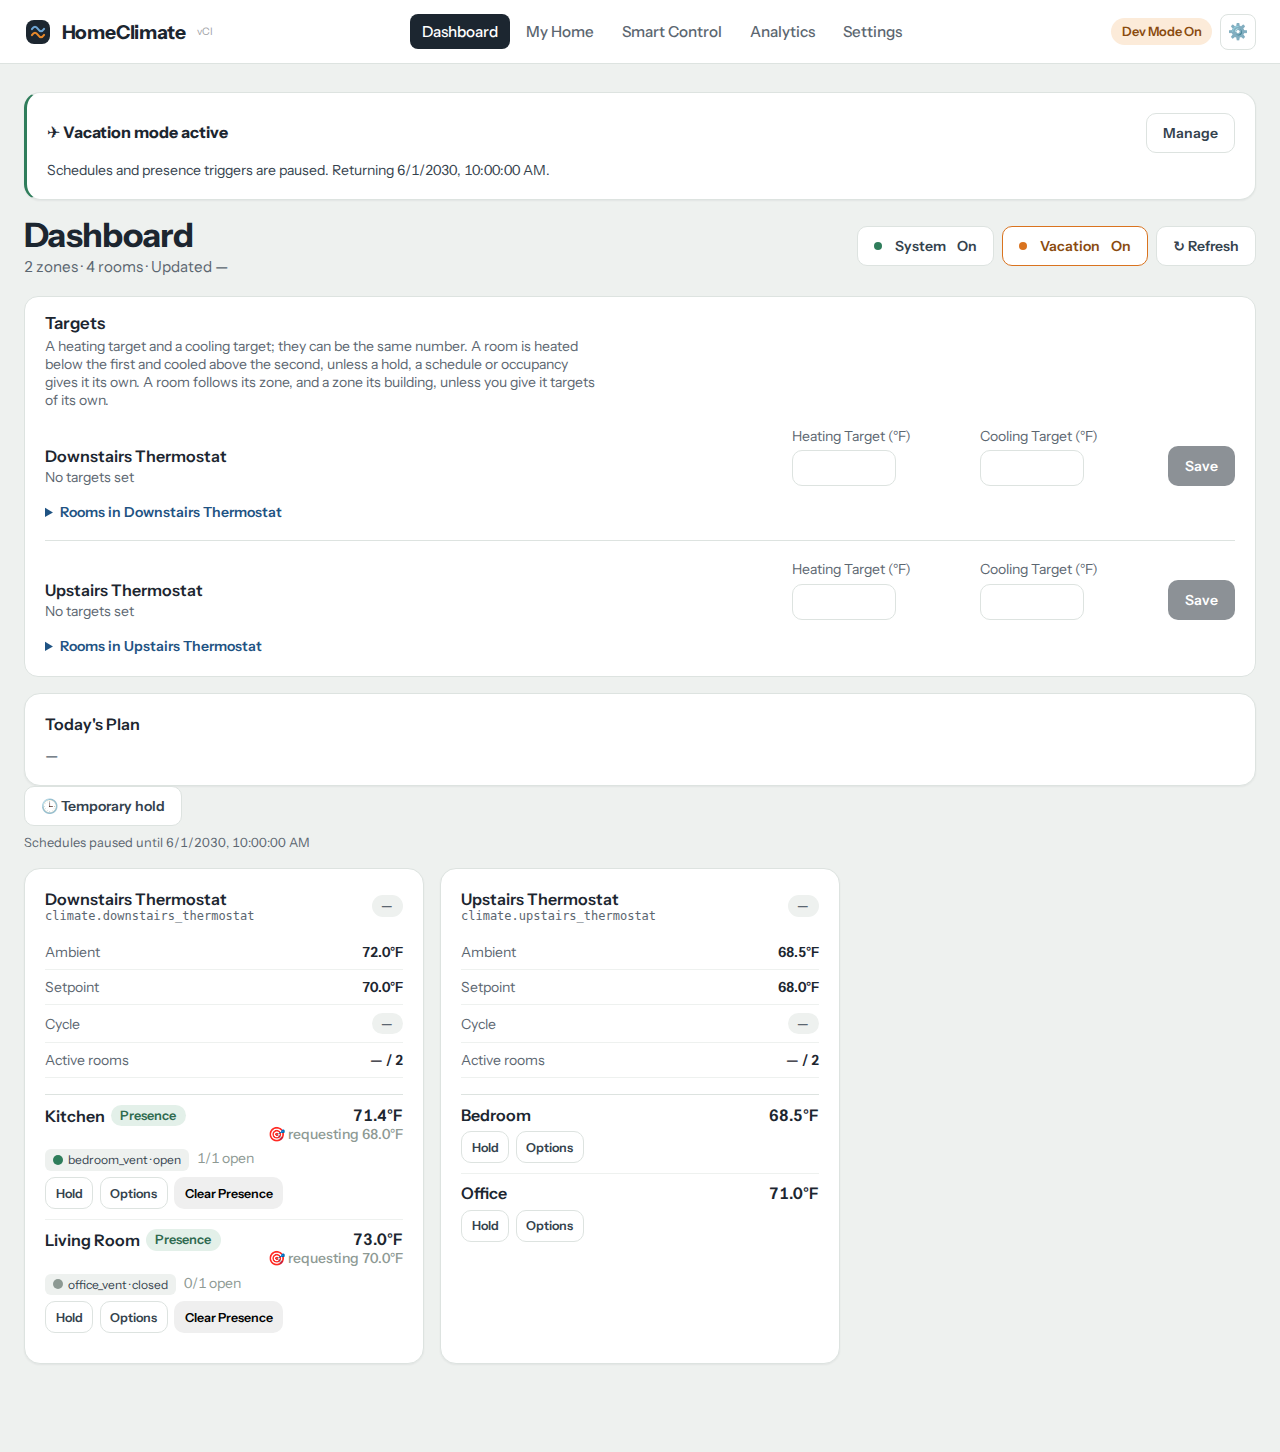 HomeClimate vCI
Dashboard
My Home
Smart Control
Analytics
Settings
Dev Mode On
✈ Vacation mode active
Manage
Schedules and presence triggers are paused. Returning 6/1/2030, 10:00:00 AM.
Dashboard
2 zones · 4 rooms · Updated —
System On
Vacation On
↻ Refresh
Targets
A heating target and a cooling target; they can be the same number. A room is heated
below the first and cooled above the second, unless a hold, a schedule or occupancy
gives it its own. A room follows its zone, and a zone its building, unless you give it targets
of its own.
Heating Target (°F)
Cooling Target (°F)
Downstairs Thermostat
No targets set
Save
▶ Rooms in Downstairs Thermostat
Heating Target (°F)
Cooling Target (°F)
Upstairs Thermostat
No targets set
Save
▶ Rooms in Upstairs Thermostat
Today's Plan
—
🕒 Temporary hold
Schedules paused until 6/1/2030, 10:00:00 AM
Downstairs Thermostat
climate.downstairs_thermostat
—
Ambient 72.0°F
Setpoint 70.0°F
Cycle —
Active rooms — / 2
Kitchen Presence 71.4°F
🎯 requesting 68.0°F
bedroom_vent · open 1/1 open
Hold Options Clear Presence
Living Room Presence 73.0°F
🎯 requesting 70.0°F
office_vent · closed 0/1 open
Hold Options Clear Presence
Upstairs Thermostat
climate.upstairs_thermostat
—
Ambient 68.5°F
Setpoint 68.0°F
Cycle —
Active rooms — / 2
Bedroom 68.5°F
Hold Options
Office 71.0°F
Hold Options